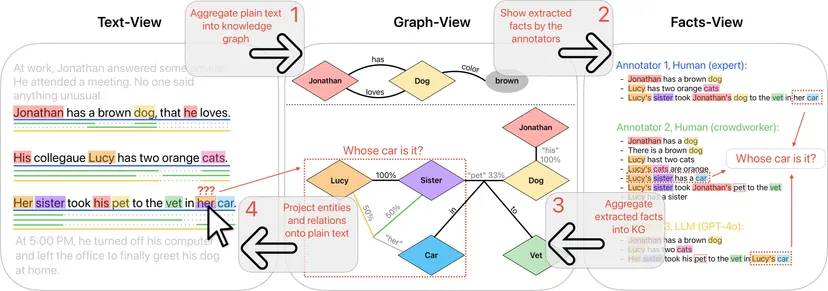 Text-View
Graph-View
Facts-View
Aggregate plain text
into knowledge
graph
1
Show extracted
facts by the
annotators
2
At work, Jonathan answered some
He attended a meeting. No one said
anything unusual.
Jonathan has a brown dog, that he loves.
His collegaue Lucy has two orange cats.
???
Her sister took his pet to the vet in her car.
At 5:00 PM, he turned off his computer
and left the office to finally greet his dog
at home.
4
Project entities
and relations
onto plain text
Jonathan
has
loves
Dog
color
brown
Whose car is it?
Jonathan
"his"
100%
Lucy
100%
Sister
"pet" 33%
Dog
50%
50%
"her"
in
to
Car
Vet
3
Aggregate
extracted facts
into KG
Annotator 1, Human (expert):
- Jonathan has a brown dog
- Lucy has two orange cats
- Lucy's sister took Jonathan's dog to the vet in her car
Annotator 2, Human (crowdworker):
- Jonathan has a dog
- There is a brown dog
- Lucy hast two cats
- Lucy's cats are orange
- Lucy's sister has a car
- Lucy's sister took Jonathan's pet to the vet
has a sister
Whose car is it?
3, LLM (GPT-4o)
- Jonathan has a brown dog
- Lucy has two cats
- Her sister took his pet to the vet in Lucy's car